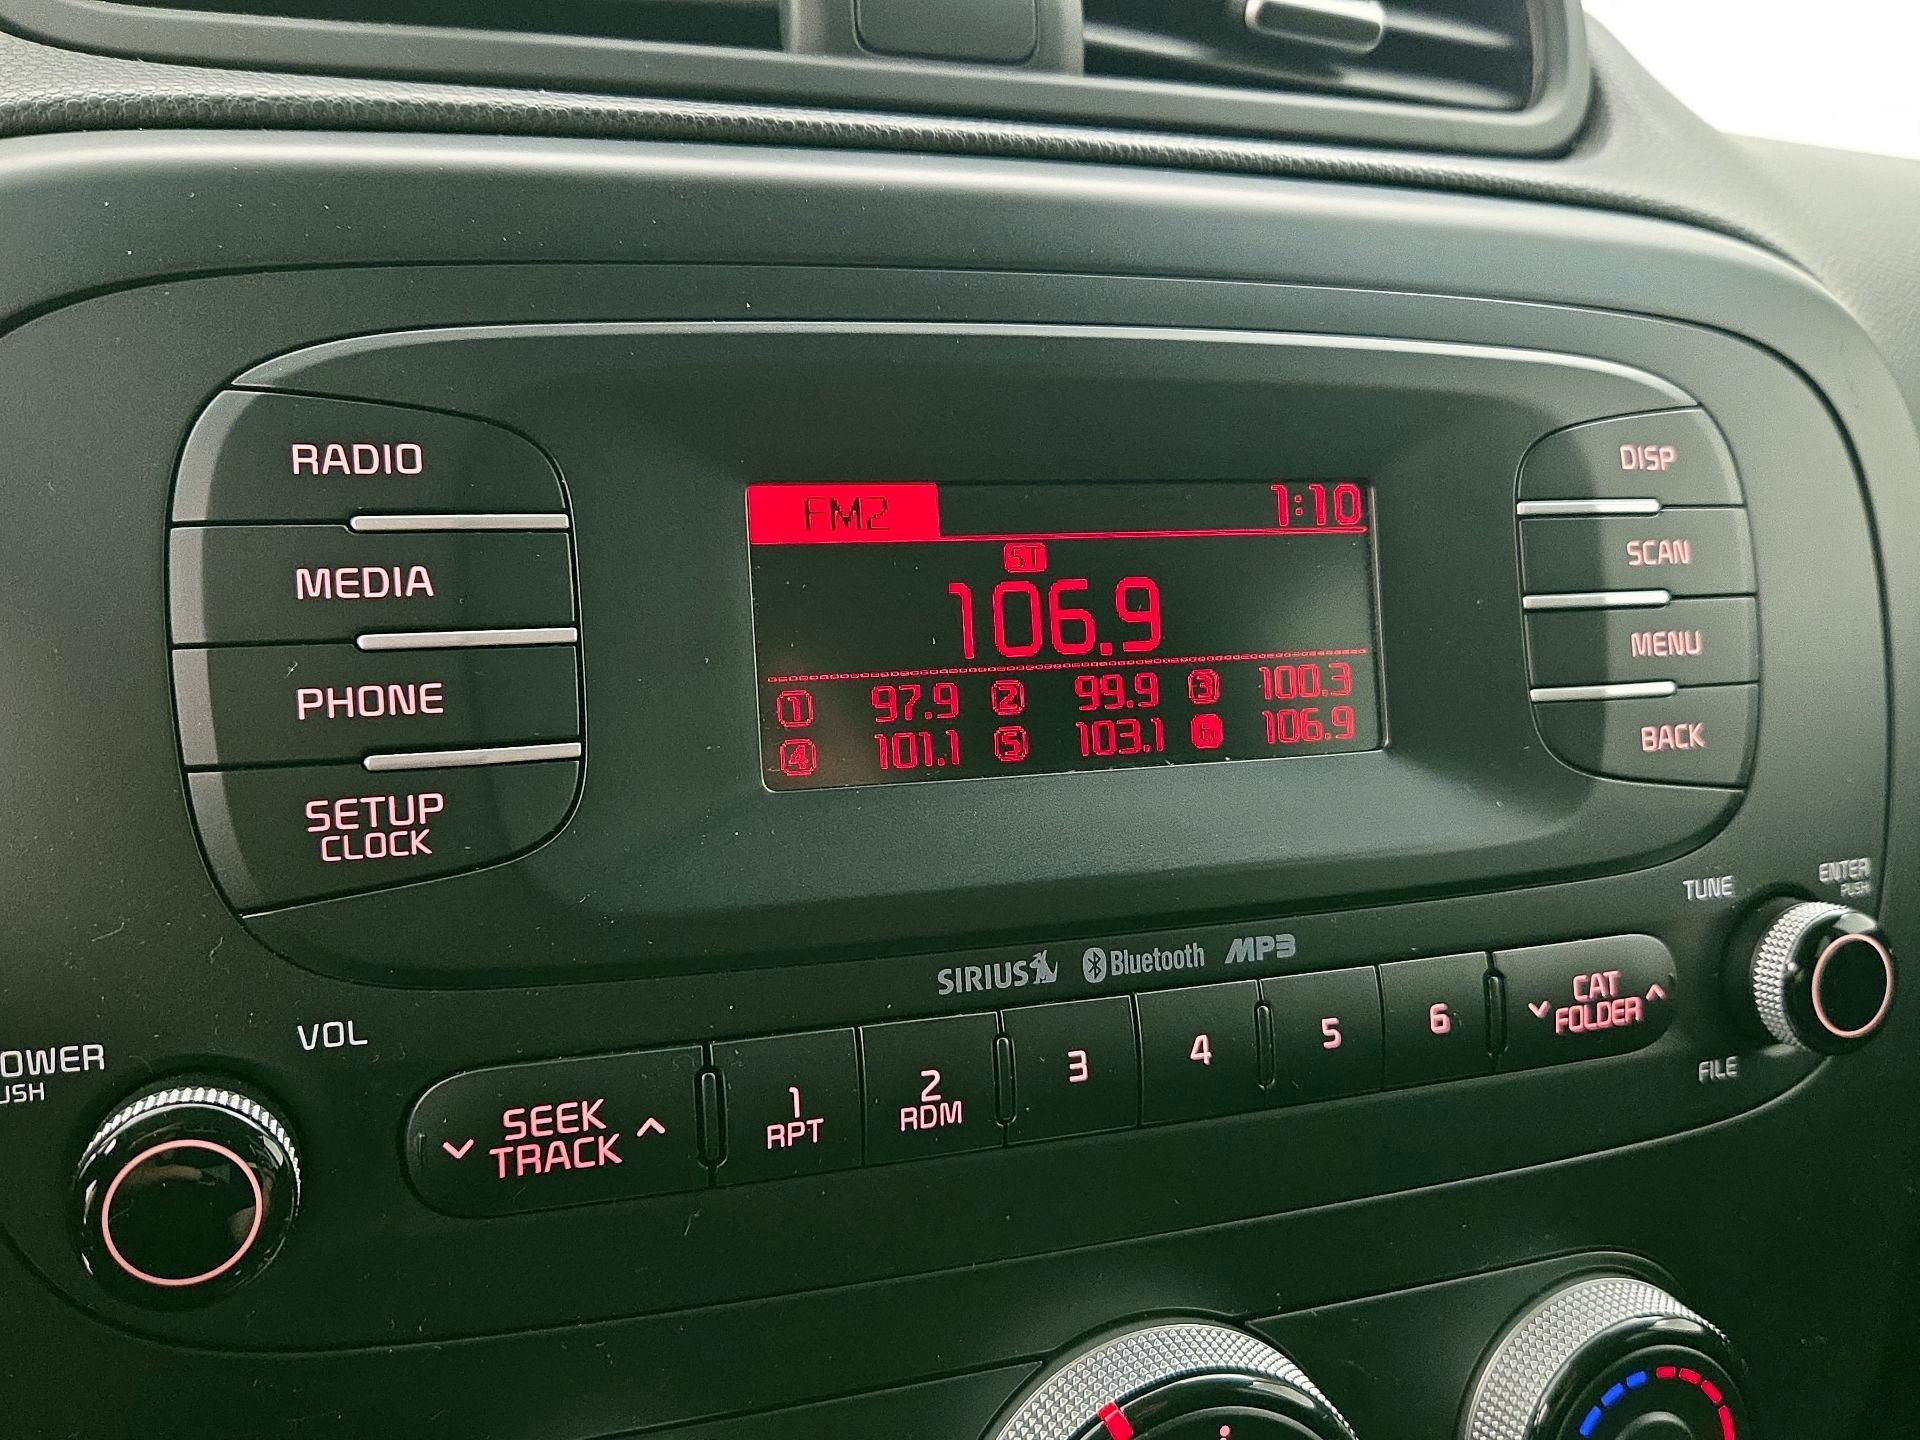 RADIO
MEDIA
PHONE
SETUP
CLOCK
FM2 1:10
ST
106.9
1 97.9 2 99.9 3 100.3
4 101.1 5 103.1 6 106.9
DISP
SCAN
MENU
BACK
TUNE
ENTER
PUSH
FILE
SIRIUS Bluetooth MP3
VOL
SEEK
TRACK
1
RPT
2
RDM
3
4
5
6
CAT
FOLDER